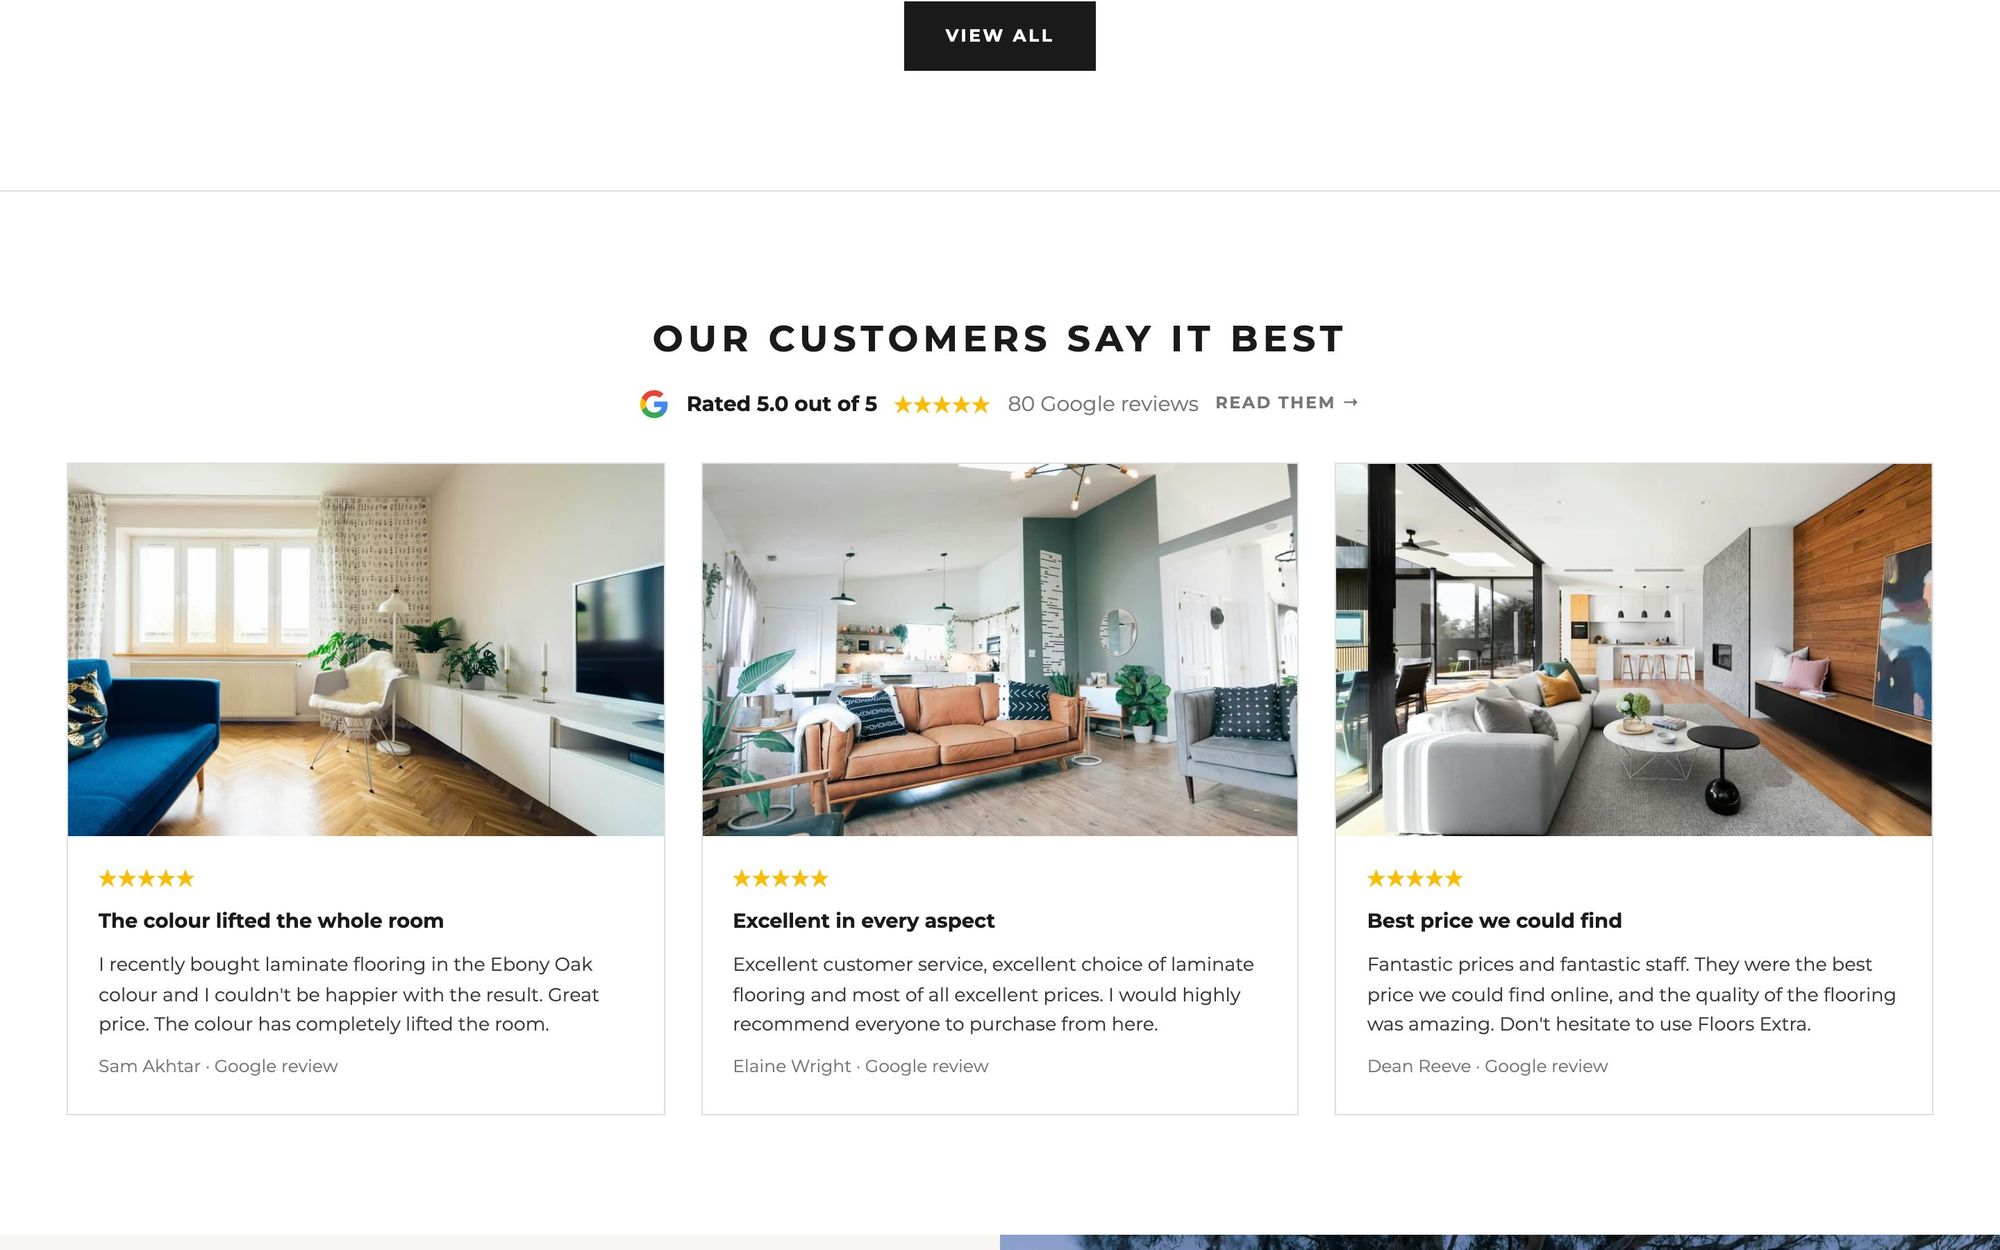 VIEW ALL
OUR CUSTOMERS SAY IT BEST
Rated 5.0 out of 5 ★★★★★ 80 Google reviews READ THEM →
★★★★★
The colour lifted the whole room
I recently bought laminate flooring in the Ebony Oak
colour and I couldn't be happier with the result. Great
price. The colour has completely lifted the room.
Sam Akhtar · Google review
★★★★★
Excellent in every aspect
Excellent customer service, excellent choice of laminate
flooring and most of all excellent prices. I would highly
recommend everyone to purchase from here.
Elaine Wright · Google review
★★★★★
Best price we could find
Fantastic prices and fantastic staff. They were the best
price we could find online, and the quality of the flooring
was amazing. Don't hesitate to use Floors Extra.
Dean Reeve · Google review